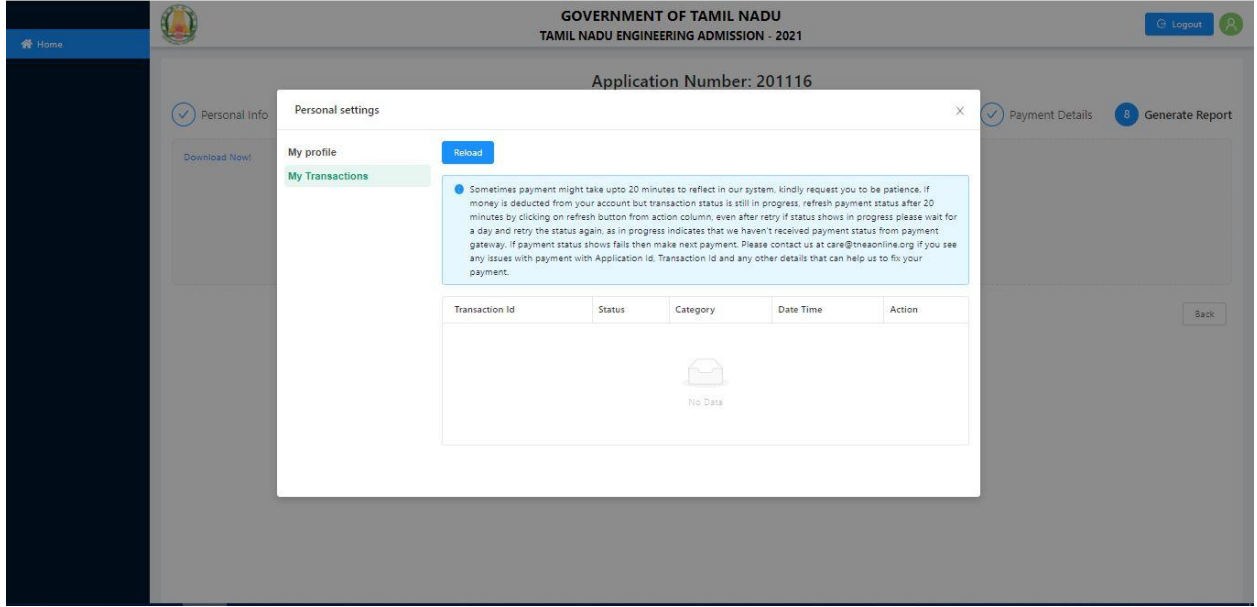 GOVERNMENT OF TAMIL NADU
TAMIL NADU ENGINEERING ADMISSION - 2021
Logout
Home
Application Number: 201116
Personal Info
Payment Details
8 Generate Report
Download Now!
Back
Personal settings
My profile
My Transactions
Reload
Sometimes payment might take upto 20 minutes to reflect in our system, kindly request you to be patience. If
money is deducted from your account but transaction status is still in progress, refresh payment status after 20
minutes by clicking on refresh button from action column, even after retry if status shows in progress please wait for
a day and retry the status again, as in progress indicates that we haven't received payment status from payment
gateway. If payment status shows fails then make next payment. Please contact us at care@tneaonline.org if you see
any issues with payment with Application Id, Transaction Id and any other details that can help us to fix your
payment.
Transaction Id Status Category Date Time Action
No Data